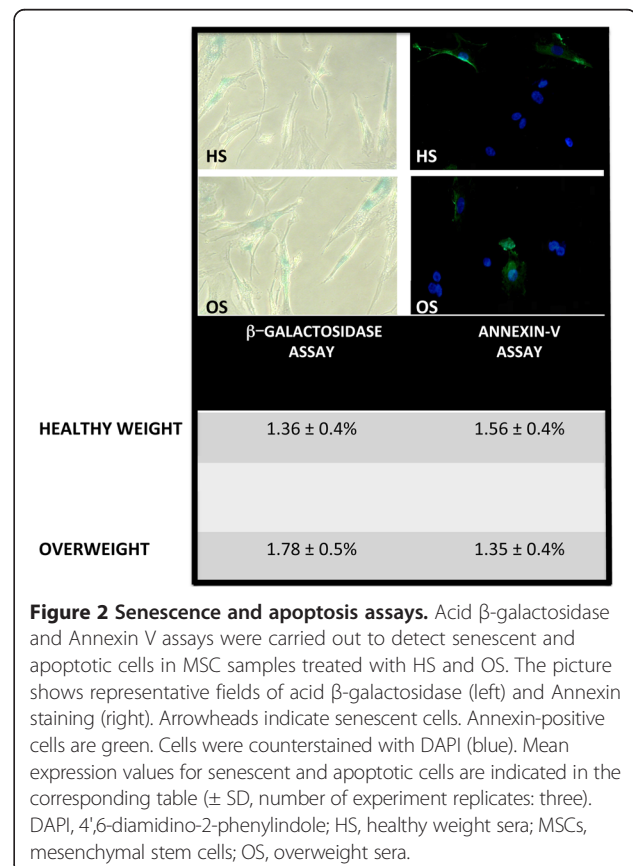 HS
HS
OS
OS
β–GALACTOSIDASE ASSAY
ANNEXIN-V ASSAY
HEALTHY WEIGHT 1.36 ± 0.4% 1.56 ± 0.4%
OVERWEIGHT 1.78 ± 0.5% 1.35 ± 0.4%
Figure 2 Senescence and apoptosis assays. Acid β-galactosidase
and Annexin V assays were carried out to detect senescent and
apoptotic cells in MSC samples treated with HS and OS. The picture
shows representative fields of acid β-galactosidase (left) and Annexin
staining (right). Arrowheads indicate senescent cells. Annexin-positive
cells are green. Cells were counterstained with DAPI (blue). Mean
expression values for senescent and apoptotic cells are indicated in the
corresponding table (± SD, number of experiment replicates: three).
DAPI, 4',6-diamidino-2-phenylindole; HS, healthy weight sera; MSCs,
mesenchymal stem cells; OS, overweight sera.